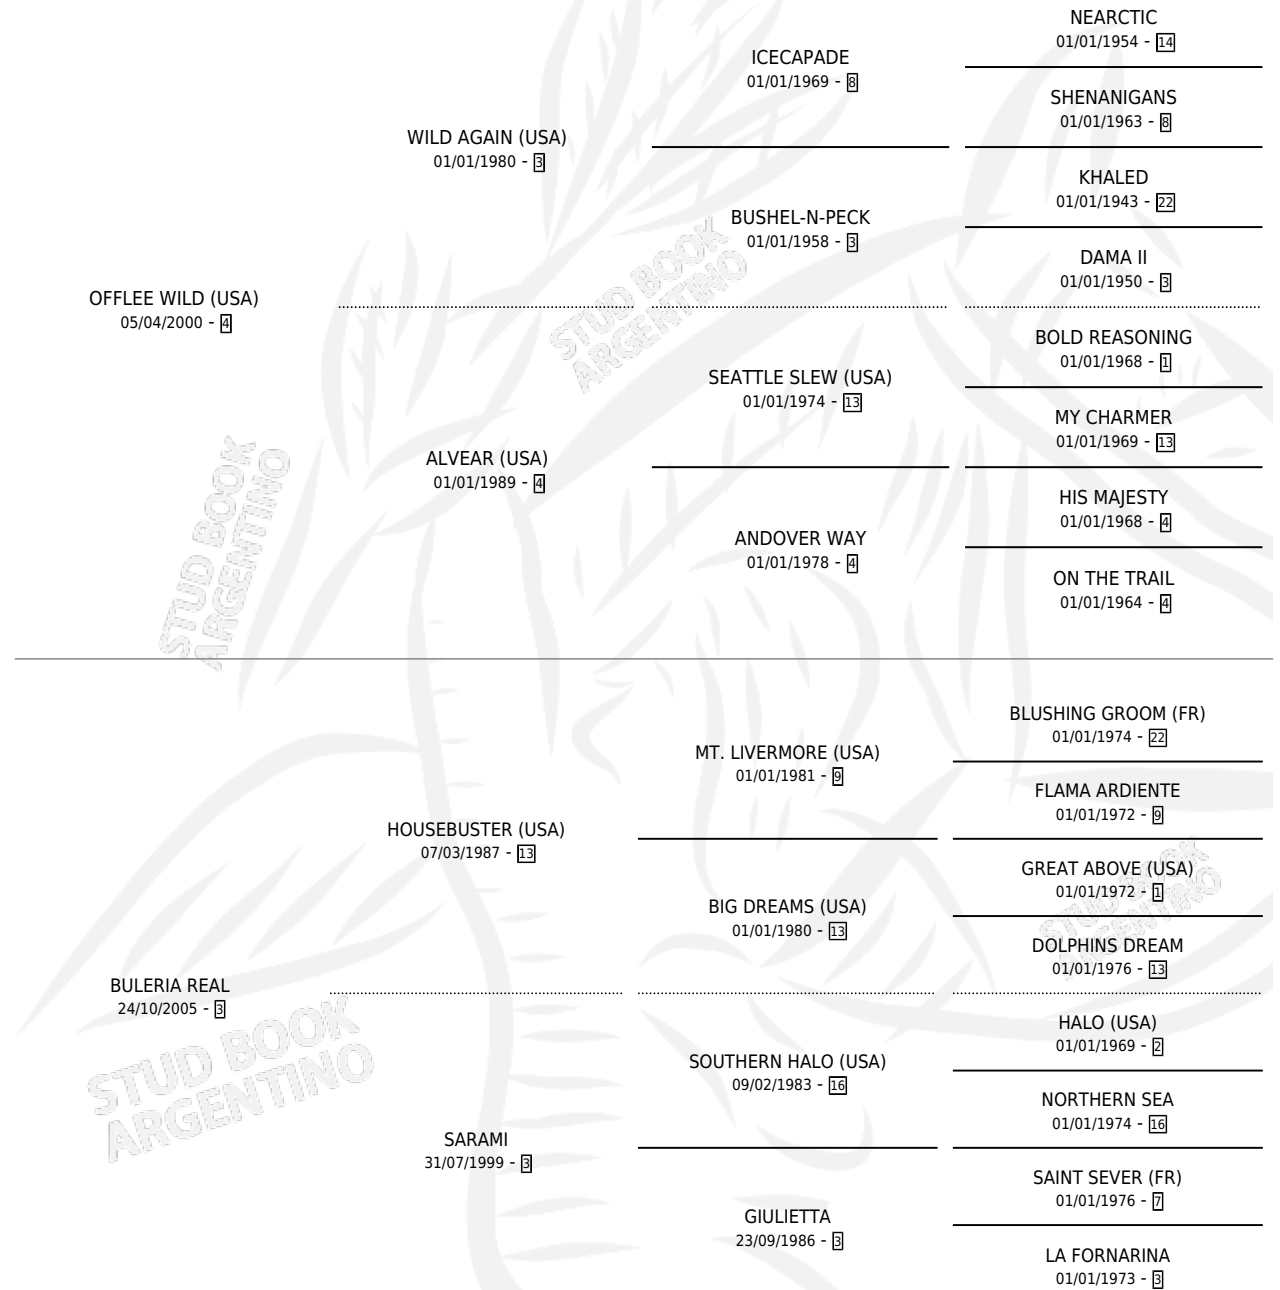 NEARCTIC
01/01/1954 - 14
ICECAPADE
01/01/1969 - 8
SHENANIGANS
01/01/1963 - 8
WILD AGAIN (USA)
01/01/1980 - 3
KHALED
01/01/1943 - 22
BUSHEL-N-PECK
01/01/1958 - 3
DAMA II
01/01/1950 - 3
OFFLEE WILD (USA)
05/04/2000 - 4
BOLD REASONING
01/01/1968 - 1
SEATTLE SLEW (USA)
01/01/1974 - 13
MY CHARMER
01/01/1969 - 13
ALVEAR (USA)
01/01/1989 - 4
HIS MAJESTY
01/01/1968 - 4
ANDOVER WAY
01/01/1978 - 4
ON THE TRAIL
01/01/1964 - 4
STUD BOOK
ARGENTINO
STUD BOOK
ARGENTINO
BLUSHING GROOM (FR)
01/01/1974 - 22
MT. LIVERMORE (USA)
01/01/1981 - 9
FLAMA ARDIENTE
01/01/1972 - 9
HOUSEBUSTER (USA)
07/03/1987 - 13
GREAT ABOVE (USA)
01/01/1972 - 1
BIG DREAMS (USA)
01/01/1980 - 13
DOLPHINS DREAM
01/01/1976 - 13
STUD BOOK
ARGENTINO
BULERIA REAL
24/10/2005 - 3
HALO (USA)
01/01/1969 - 2
SOUTHERN HALO (USA)
09/02/1983 - 16
NORTHERN SEA
01/01/1974 - 16
STUD BOOK
ARGENTINO
SARAMI
31/07/1999 - 3
SAINT SEVER (FR)
01/01/1976 - 7
GIULIETTA
23/09/1986 - 3
LA FORNARINA
01/01/1973 - 3